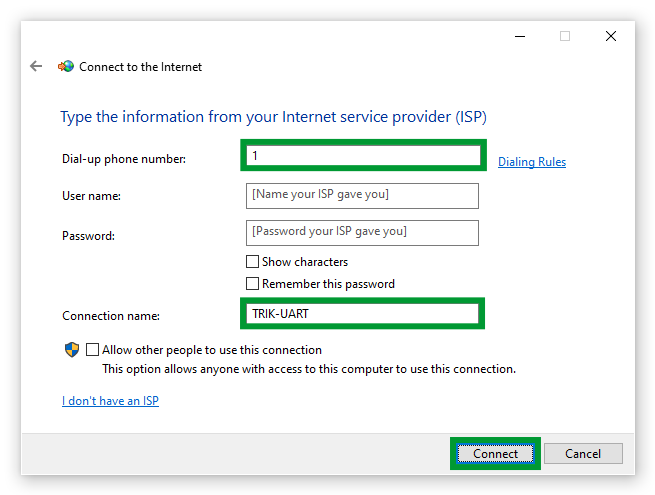 Connect to the Internet
Type the information from your Internet service provider (ISP)
Dial-up phone number:
1
Dialing Rules
User name:
[Name your ISP gave you]
Password:
[Password your ISP gave you]
Show characters
Remember this password
Connection name:
TRIK-UART
Allow other people to use this connection
This option allows anyone with access to this computer to use this connection.
I don't have an ISP
Connect
Cancel